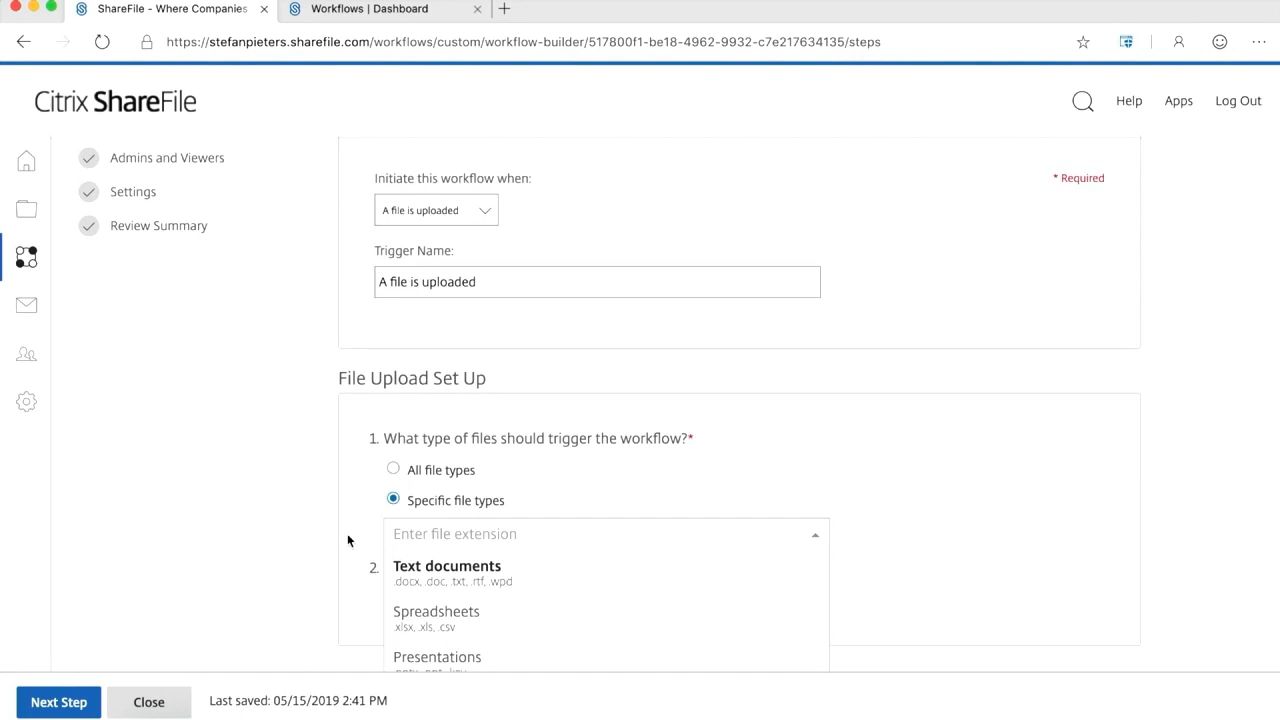 ShareFile - Where Companies
Workflows | Dashboard
https://stefanpieters.sharefile.com/workflows/custom/workflow-builder/517800f1-be18-4962-9932-c7e217634135/steps
Citrix ShareFile
Help
Apps
Log Out
Admins and Viewers
Settings
Review Summary
Initiate this workflow when:
* Required
A file is uploaded
Trigger Name:
A file is uploaded
File Upload Set Up
1. What type of files should trigger the workflow?*
All file types
Specific file types
Enter file extension
2.
Text documents
.docx, .doc, .txt, .rtf, .wpd
Spreadsheets
.xlsx, .xls, .csv
Presentations
Next Step
Close
Last saved: 05/15/2019 2:41 PM